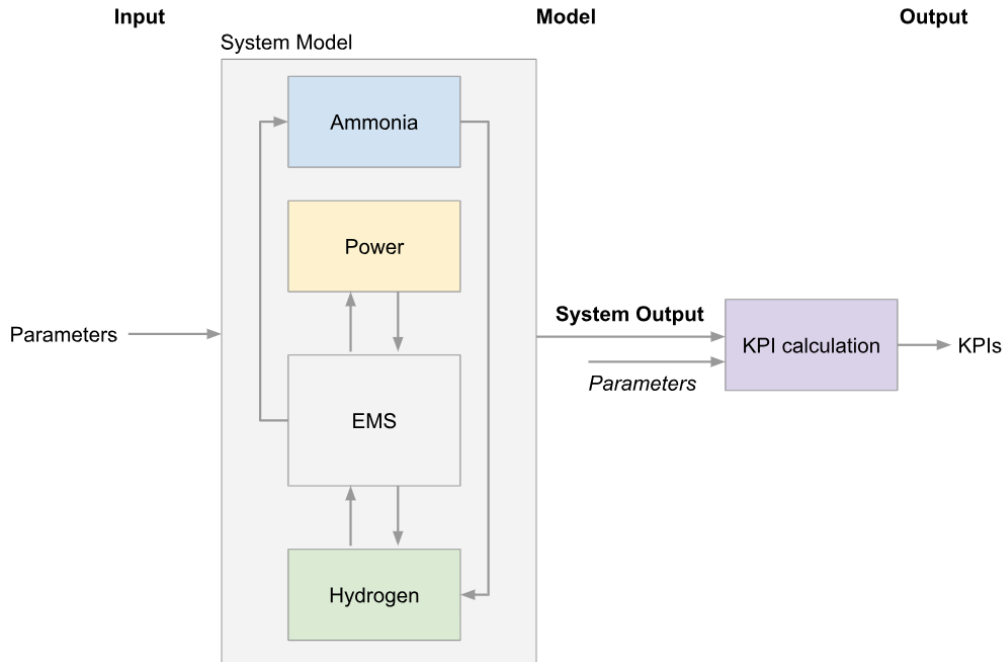 Input
Model
Output
System Model
Ammonia
Power
System Output
Parameters
KPI calculation
KPIs
Parameters
EMS
Hydrogen